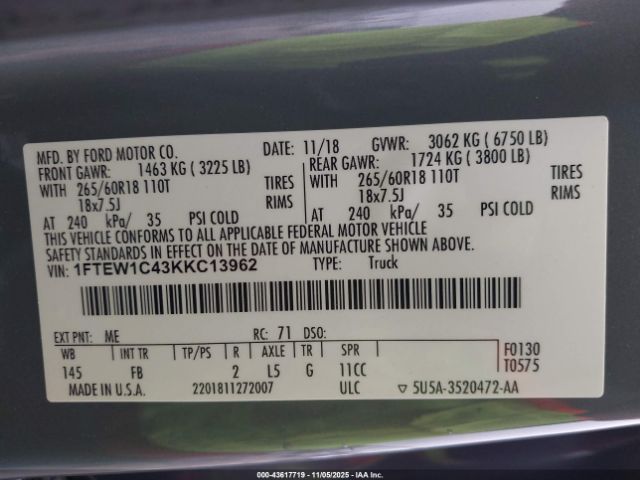 MFD. BY FORD MOTOR CO.
DATE: 11/18 GVWR: 3062 KG ( 6750 LB)
FRONT GAWR: 1463 KG ( 3225 LB) REAR GAWR: 1724 KG ( 3800 LB)
WITH 265/60R18 110T TIRES WITH 265/60R18 110T TIRES
18x7.5J RIMS 18x7.5J RIMS
AT 240 kPa/ 35 PSI COLD AT 240 kPa/ 35 PSI COLD
THIS VEHICLE CONFORMS TO ALL APPLICABLE FEDERAL MOTOR VEHICLE
SAFETY STANDARDS IN EFFECT ON THE DATE OF MANUFACTURE SHOWN ABOVE.
VIN: 1FTEW1C43KKC13962 TYPE: Truck
EXT PNT: ME RC: 71 DSO:
WB INT TR TP/PS R AXLE TR SPR F0130
145 FB 2 L5 G 11CC T0575
MADE IN U.S.A. 2201811272007 ULC ▽ 5U5A-3520472-AA
000-43617719 - 11/05/2025 - IAAI, Inc. Copyright